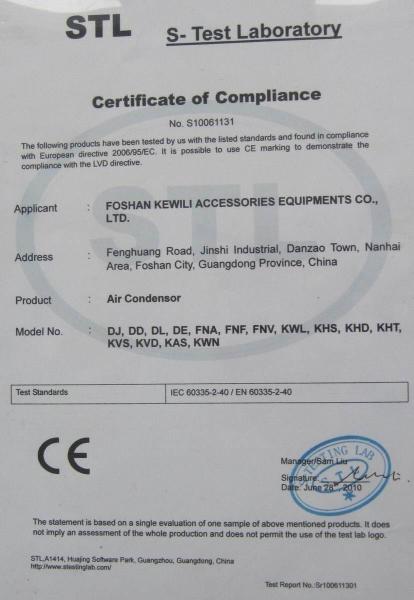 STL S- Test Laboratory
Certificate of Compliance
No. S10061131
The following products have been tested by us with the listed standards and found in compliance
with European directive 2006/95/EC. It is possible to use CE marking to demonstrate the
compliance with the LVD directive.
Applicant : FOSHAN KEWILI ACCESSORIES EQUIPMENTS CO.,
LTD.
Address : Fenghuang Road, Jinshi Industrial, Danzao Town, Nanhai
Area, Foshan City, Guangdong Province, China
Product : Air Condensor
Model No. : DJ, DD, DL, DE, FNA, FNF, FNV, KWL, KHS, KHD, KHT,
KVS, KVD, KAS, KWN
Test Standards IEC 60335-2-40 / EN 60335-2-40
CE
TESTING LAB
STL
Manager/Sam Liu
Signature:
Date: June 28th, 2010
The statement is based on a single evaluation of one sample of above mentioned products. It does
not imply an assessment of the whole production and does not permit the use of the test lab logo.
STL,A1414, Huajing Software Park, Guangzhou, Guangdong, China
http://www.stestinglab.com/
Test Report No.:Sr100611301